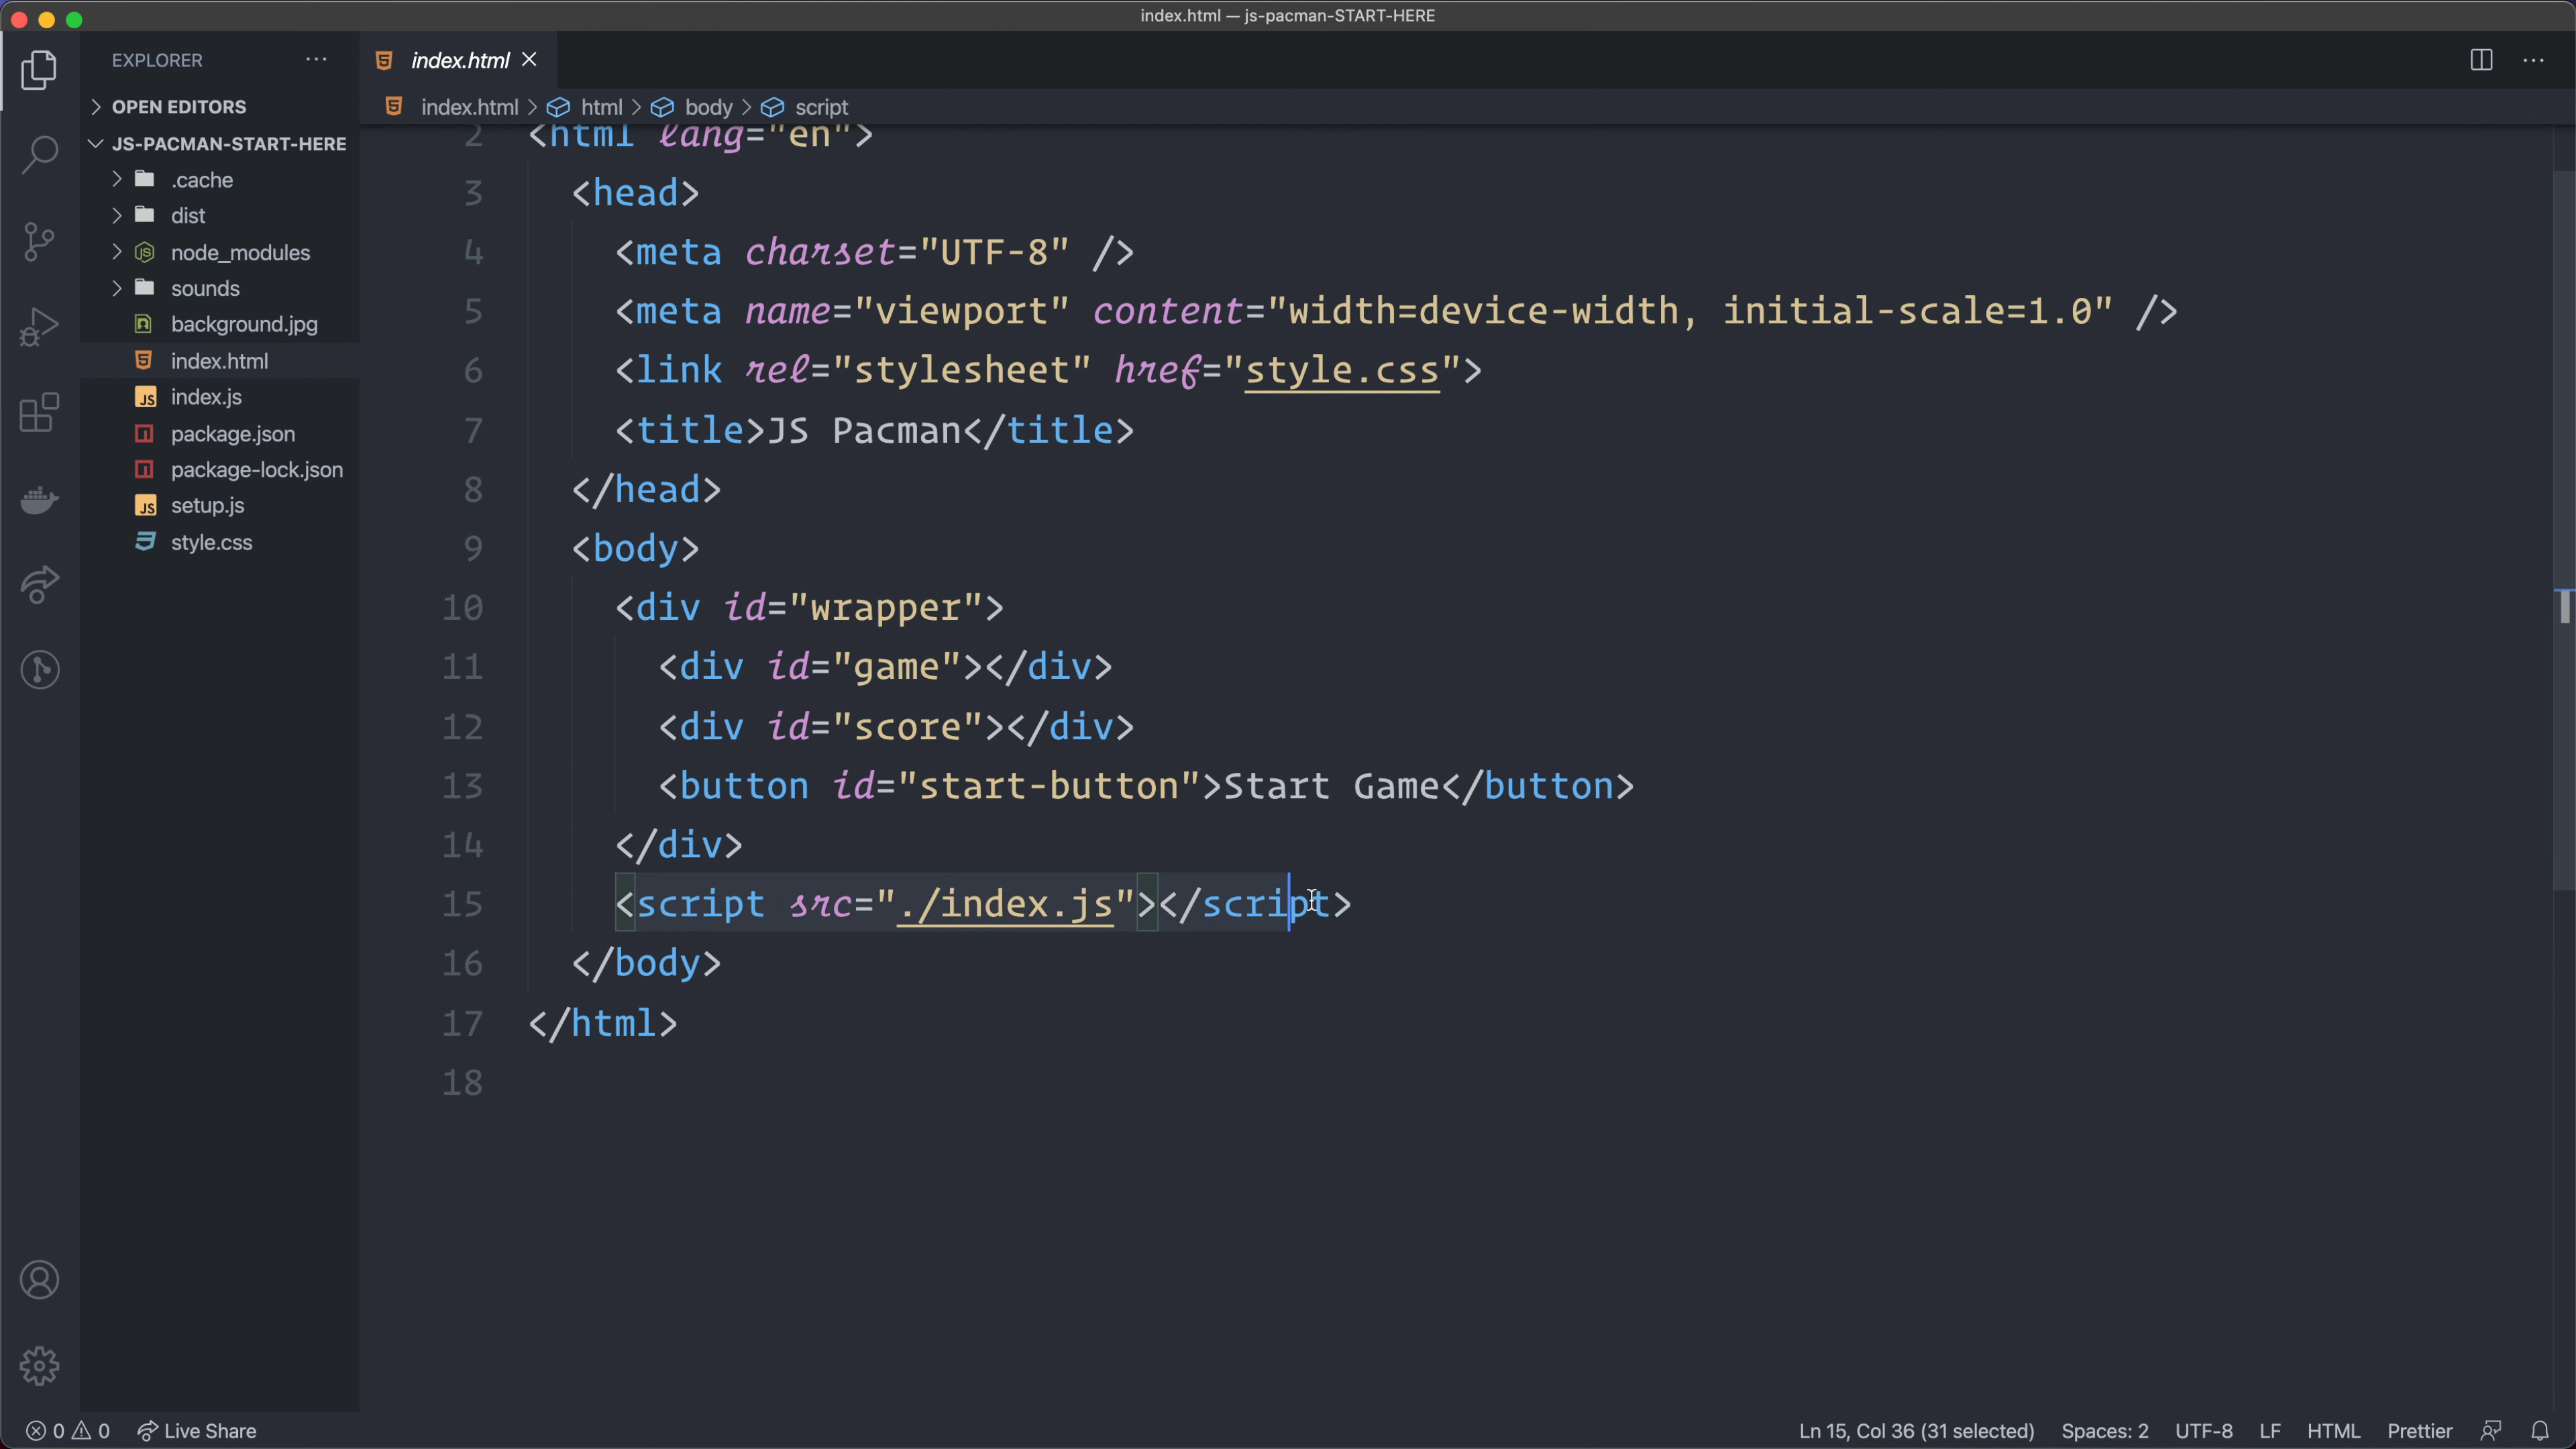 index.html — js-pacman-START-HERE
EXPLORER
index.html
OPEN EDITORS
index.html > html > body > script
JS-PACMAN-START-HERE
.cache
dist
node_modules
sounds
background.jpg
index.html
index.js
package.json
package-lock.json
setup.js
style.css
2 <html lang="en">
3 <head>
4 <meta charset="UTF-8" />
5 <meta name="viewport" content="width=device-width, initial-scale=1.0" />
6 <link rel="stylesheet" href="style.css">
7 <title>JS Pacman</title>
8 </head>
9 <body>
10 <div id="wrapper">
11 <div id="game"></div>
12 <div id="score"></div>
13 <button id="start-button">Start Game</button>
14 </div>
15 <script src="./index.js"></script>
16 </body>
17 </html>
18
0 0 Live Share
Ln 15, Col 36 (31 selected) Spaces: 2 UTF-8 LF HTML Prettier